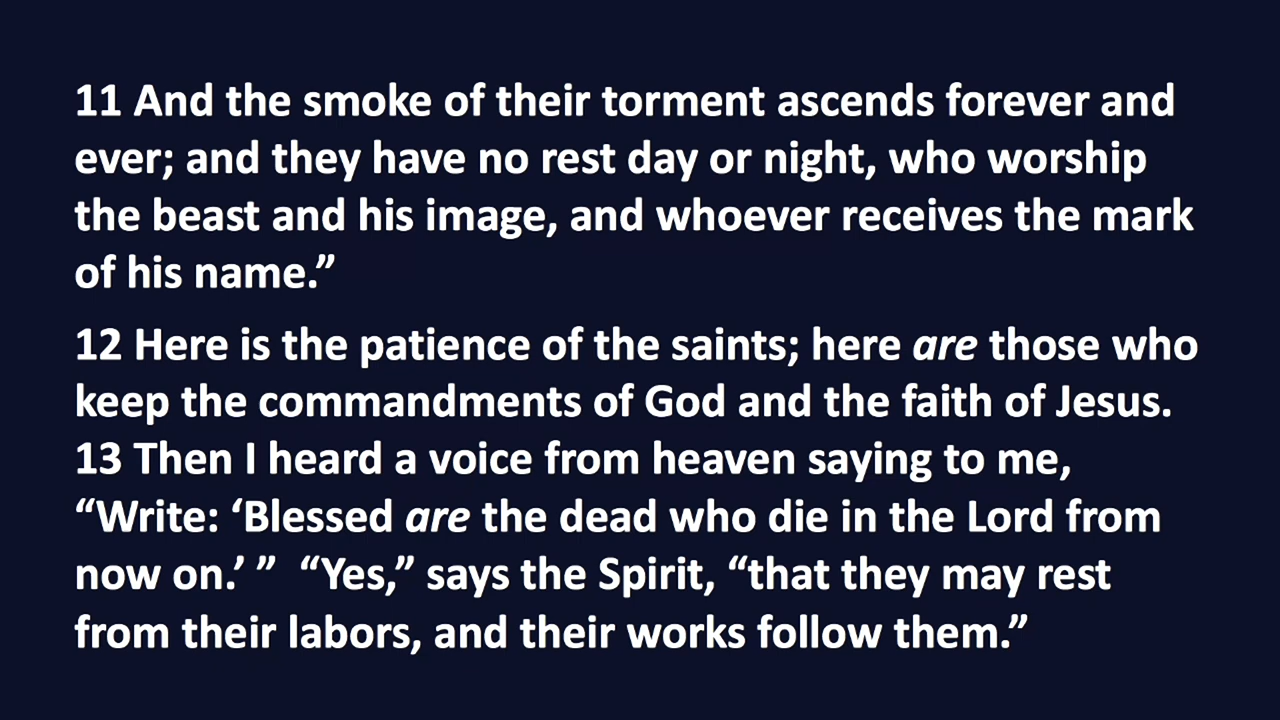 11 And the smoke of their torment ascends forever and
ever; and they have no rest day or night, who worship
the beast and his image, and whoever receives the mark
of his name.”
12 Here is the patience of the saints; here are those who
keep the commandments of God and the faith of Jesus.
13 Then I heard a voice from heaven saying to me,
“Write: ‘Blessed are the dead who die in the Lord from
now on.’ ”  “Yes,” says the Spirit, “that they may rest
from their labors, and their works follow them.”